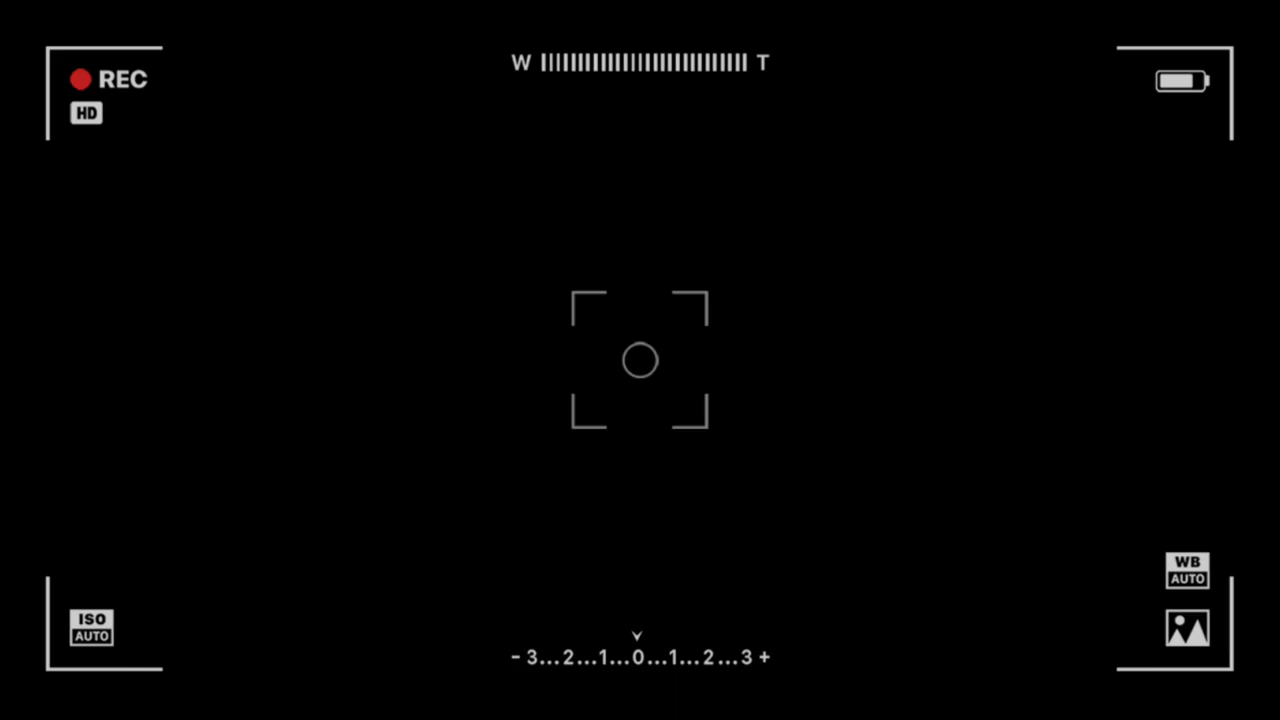 W T
REC
HD
WB
AUTO
ISO
AUTO
- 3...2...1...0...1...2...3 +